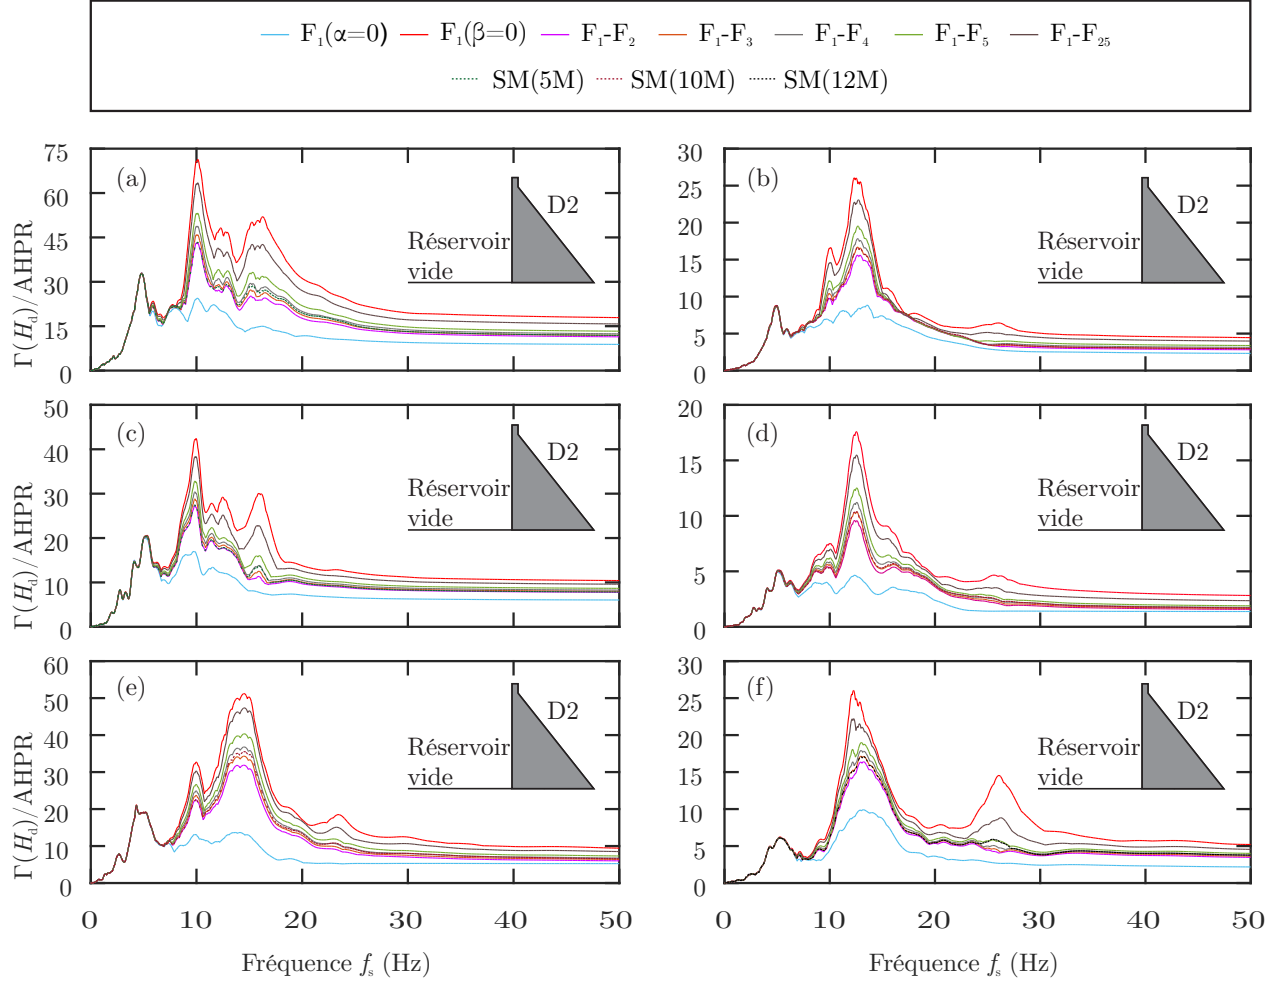 F₁(α=0) F₁(β=0) F₁-F₂ F₁-F₃ F₁-F₄ F₁-F₅ F₁-F₂₅
SM(5M) SM(10M) SM(12M)
Γ(H_d)/AHPR
75
60
45
30
15
0
(a)
D2
Réservoir
vide
30
25
20
15
10
5
0
(b)
D2
Réservoir
vide
Γ(H_d)/AHPR
50
40
30
20
10
0
(c)
D2
Réservoir
vide
20
15
10
5
0
(d)
D2
Réservoir
vide
Γ(H_d)/AHPR
60
50
40
30
20
10
0
(e)
D2
Réservoir
vide
0 10 20 30 40 50
Fréquence f_s (Hz)
30
25
20
15
10
5
0
(f)
D2
Réservoir
vide
0 10 20 30 40 50
Fréquence f_s (Hz)